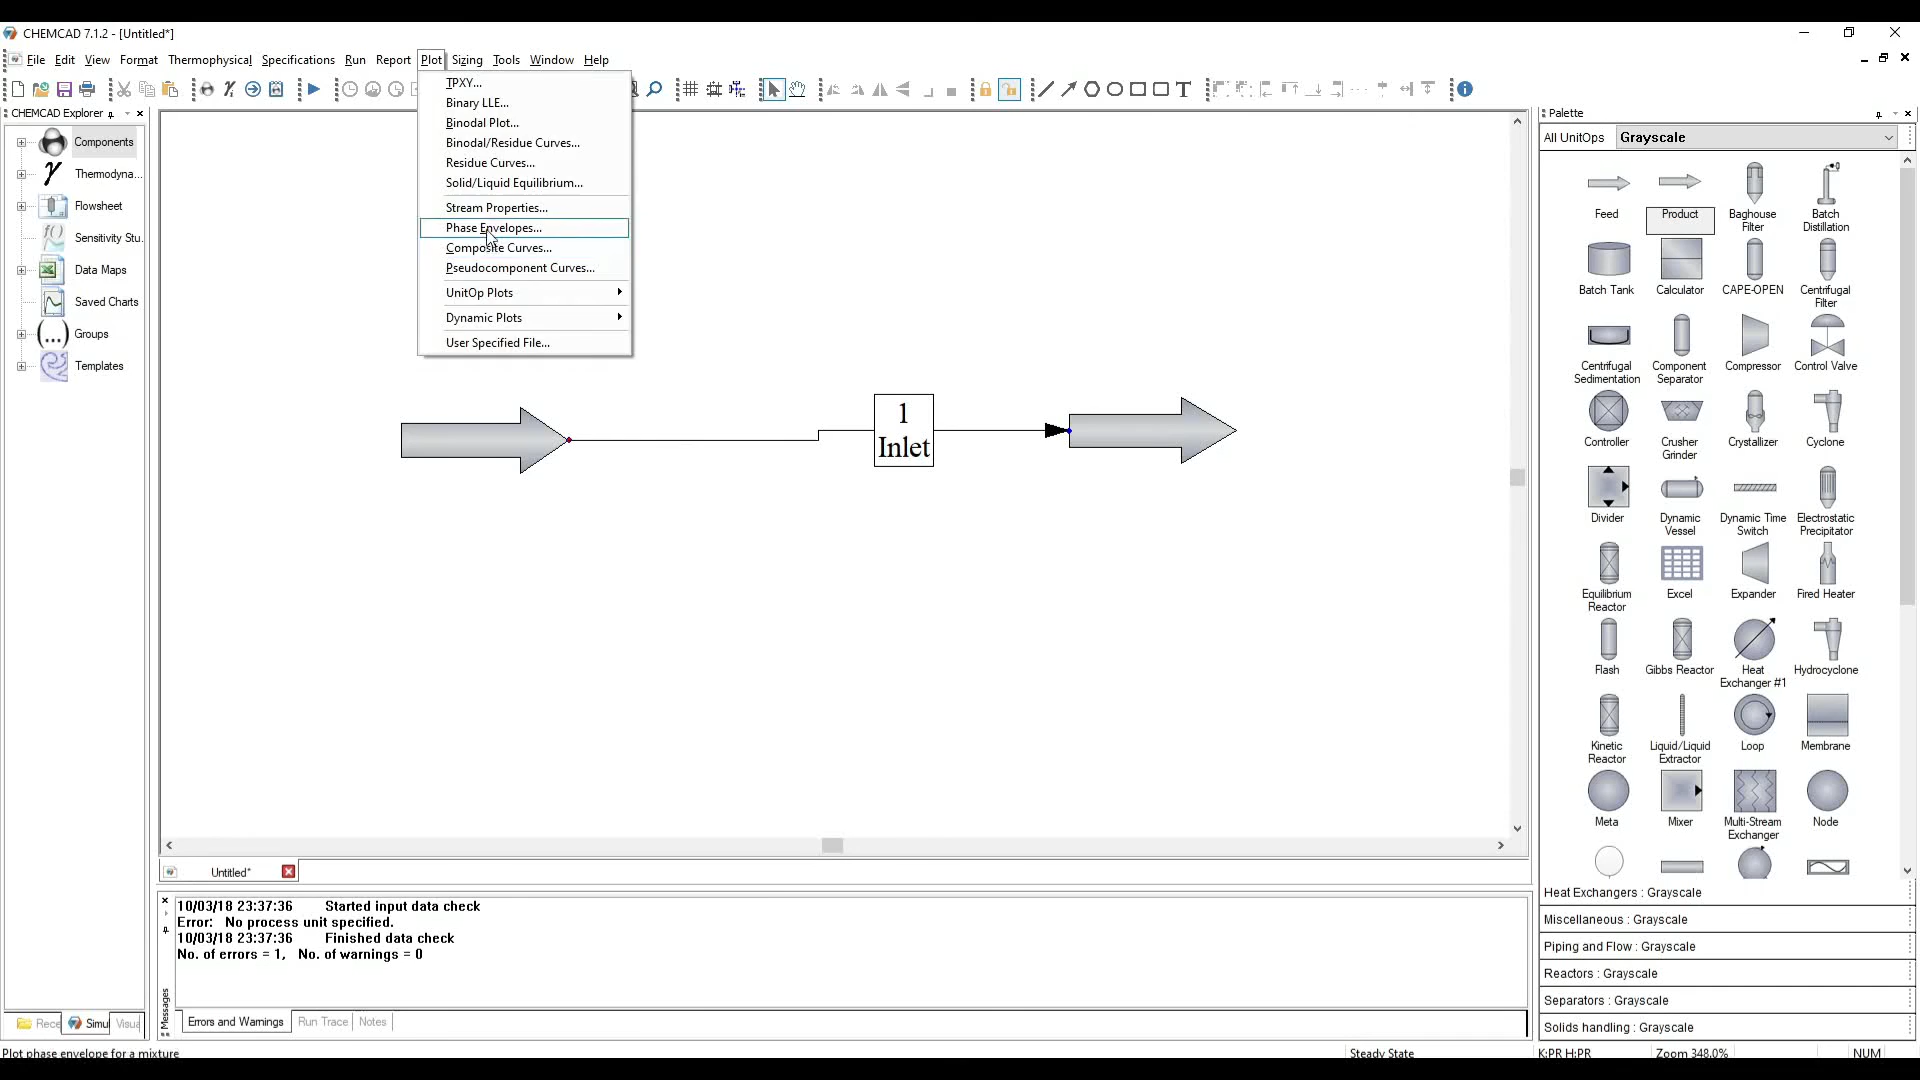 CHEMCAD 7.1.2 - [Untitled*]
File Edit View Format Thermophysical Specifications Run Report Plot Sizing Tools Window Help
CHEMCAD Explorer
Components
Thermodyna...
Flowsheet
Sensitivity Stu.
Data Maps
Saved Charts
Groups
Templates
TPXY...
Binary LLE...
Binodal Plot...
Binodal/Residue Curves...
Residue Curves...
Solid/Liquid Equilibrium...
Stream Properties...
Phase Envelopes...
Composite Curves...
Pseudocomponent Curves...
UnitOp Plots
Dynamic Plots
User Specified File...
1
Inlet
Palette
All UnitOps Grayscale
Feed Product Baghouse Filter Batch Distillation
Batch Tank Calculator CAPE-OPEN Centrifugal Filter
Centrifugal Sedimentation Component Separator Compressor Control Valve
Controller Crusher Grinder Crystallizer Cyclone
Divider Dynamic Vessel Dynamic Time Switch Electrostatic Precipitator
Equilibrium Reactor Excel Expander Fired Heater
Flash Gibbs Reactor Heat Exchanger #1 Hydrocyclone
Kinetic Reactor Liquid/Liquid Extractor Loop Membrane
Meta Mixer Multi-Stream Exchanger Node
Heat Exchangers : Grayscale
Miscellaneous : Grayscale
Piping and Flow : Grayscale
Reactors : Grayscale
Separators : Grayscale
Solids handling : Grayscale
Untitled*
10/03/18 23:37:36 Started input data check
Error: No process unit specified.
10/03/18 23:37:36 Finished data check
No. of errors = 1, No. of warnings = 0
Messages
Errors and Warnings Run Trace Notes
Rece Simul Visua
Plot phase envelope for a mixture
Steady State
K:PR H:PR
Zoom 348.0%
NUM